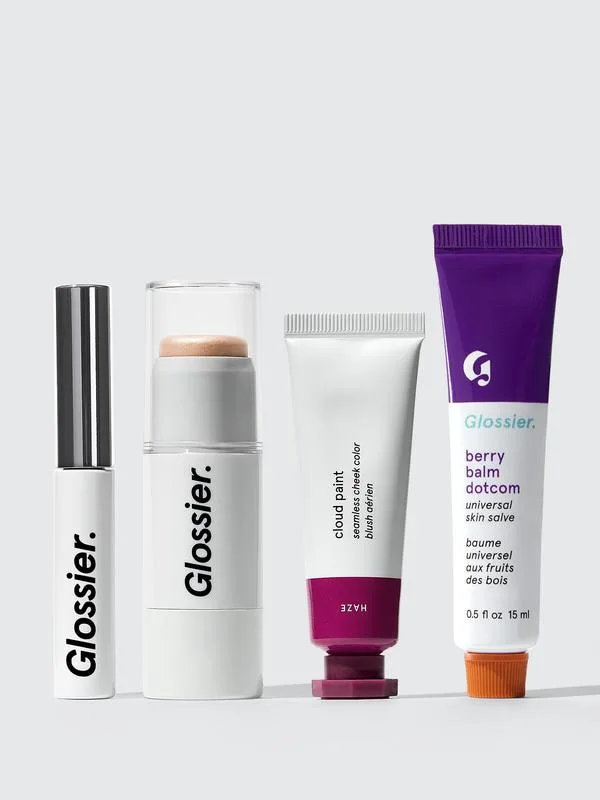 Glossier.
Glossier.
cloud paint
seamless cheek color
blush aérien
HAZE
G
Glossier.
berry
balm
dotcom
universal
skin salve
baume
universel
aux fruits
des bois
0.5 fl oz 15 ml